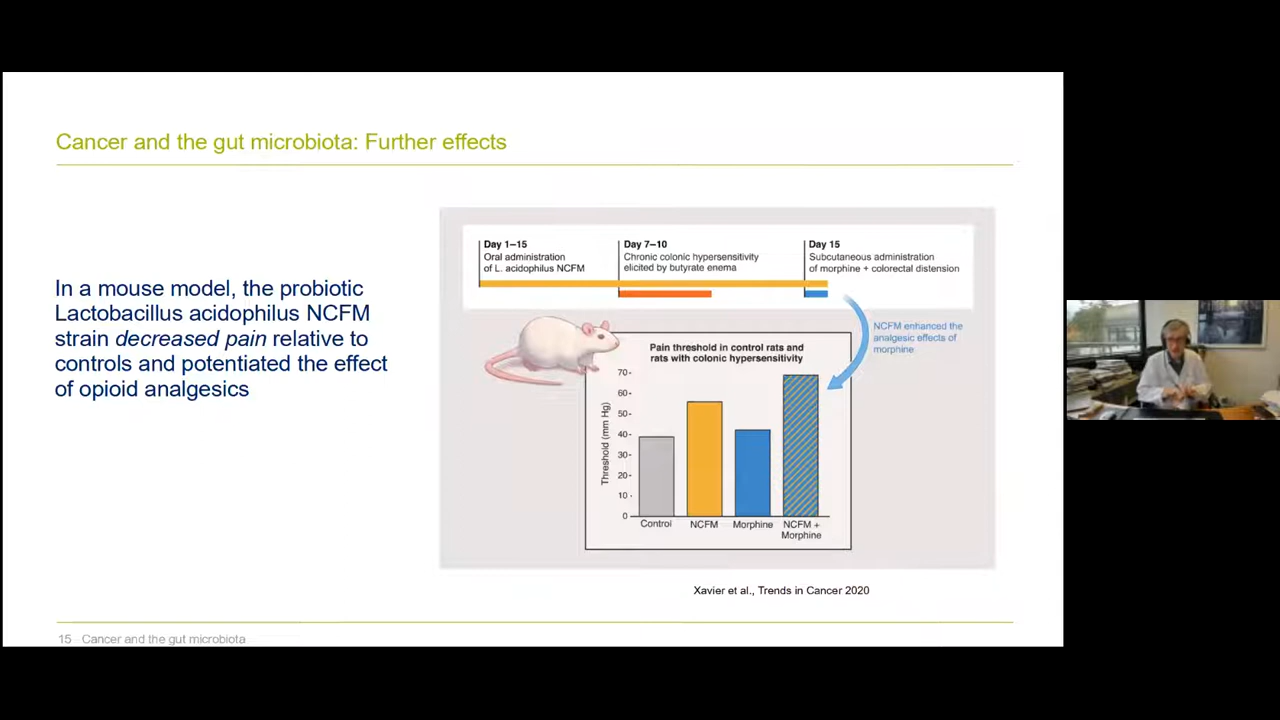 Cancer and the gut microbiota: Further effects
In a mouse model, the probiotic
Lactobacillus acidophilus NCFM
strain decreased pain relative to
controls and potentiated the effect
of opioid analgesics
Day 1–15
Oral administration
of L. acidophilus NCFM
Day 7–10
Chronic colonic hypersensitivity
elicited by butyrate enema
Day 15
Subcutaneous administration
of morphine + colorectal distension
NCFM enhanced the
analgesic effects of
morphine
Pain threshold in control rats and
rats with colonic hypersensitivity
Threshold (mm Hg)
70
60
50
40
30
20
10
0
Control
NCFM
Morphine
NCFM +
Morphine
Xavier et al., Trends in Cancer 2020
15 Cancer and the gut microbiota